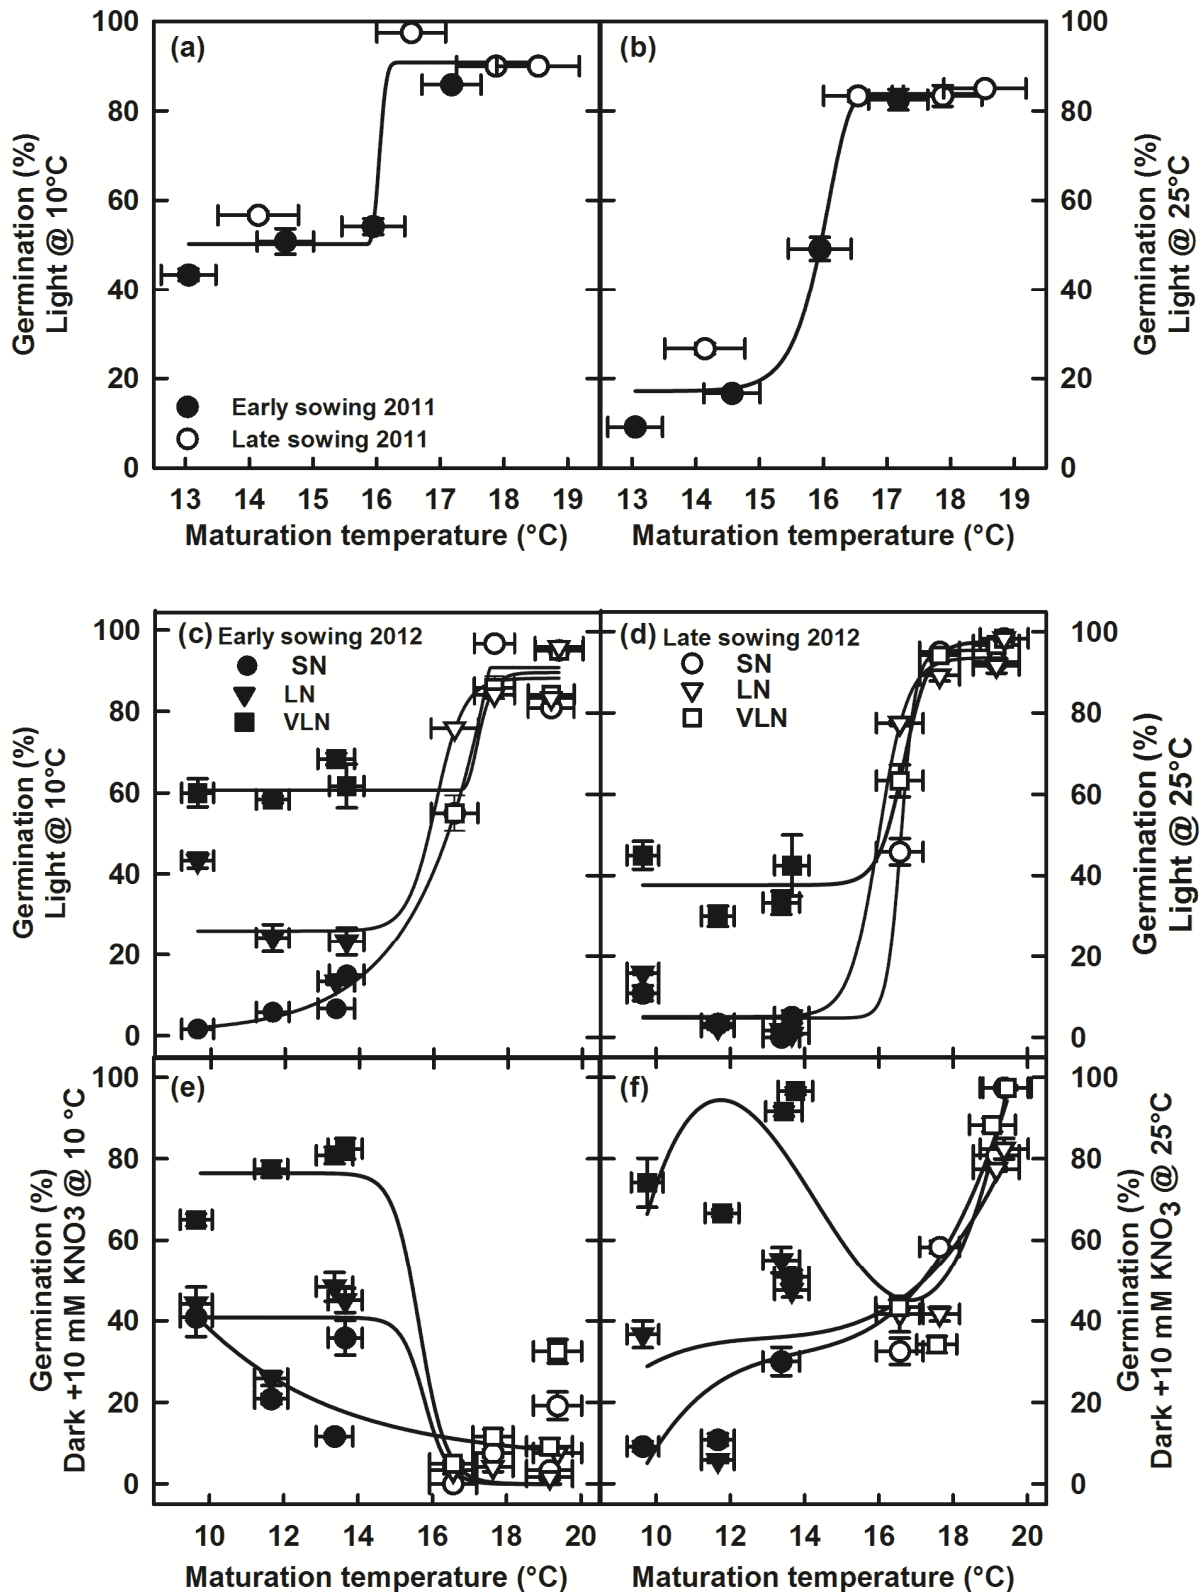 100
80
60
40
20
0
Germination (%)
Light @ 10°C
(a)
Early sowing 2011
Late sowing 2011
13 14 15 16 17 18 19
Maturation temperature (°C)
(b)
100
80
60
40
20
0
Germination (%)
Light @ 25°C
13 14 15 16 17 18 19
Maturation temperature (°C)
100
80
60
40
20
0
Germination (%)
Light @ 10°C
(c) Early sowing 2012
SN
LN
VLN
(d) Late sowing 2012
SN
LN
VLN
100
80
60
40
20
0
Germination (%)
Light @ 25°C
100
80
60
40
20
0
Germination (%)
Dark +10 mM KNO3 @ 10 °C
(e)
10 12 14 16 18 20
Maturation temperature (°C)
(f)
100
80
60
40
20
0
Germination (%)
Dark +10 mM KNO3 @ 25°C
10 12 14 16 18 20
Maturation temperature (°C)